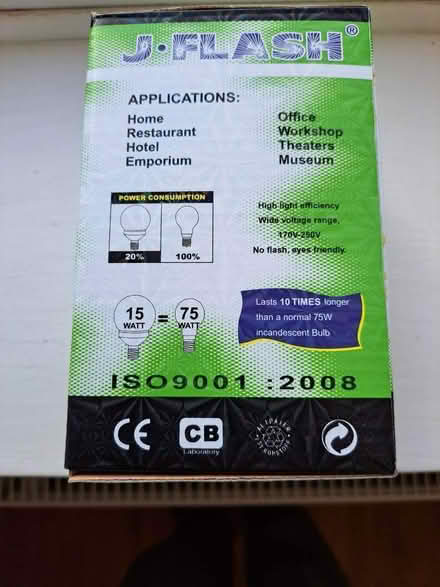 J·FLASH®
APPLICATIONS:
Home
Restaurant
Hotel
Emporium
Office
Workshop
Theaters
Museum
POWER CONSUMPTION
20%
100%
High light efficiency
Wide voltage range,
170V-250V
No flash, eyes friendly.
15
WATT
=
75
WATT
Lasts 10 TIMES longer
than a normal 75W
incandescent Bulb
ISO9001 :2008
CE
CB
Laboratory